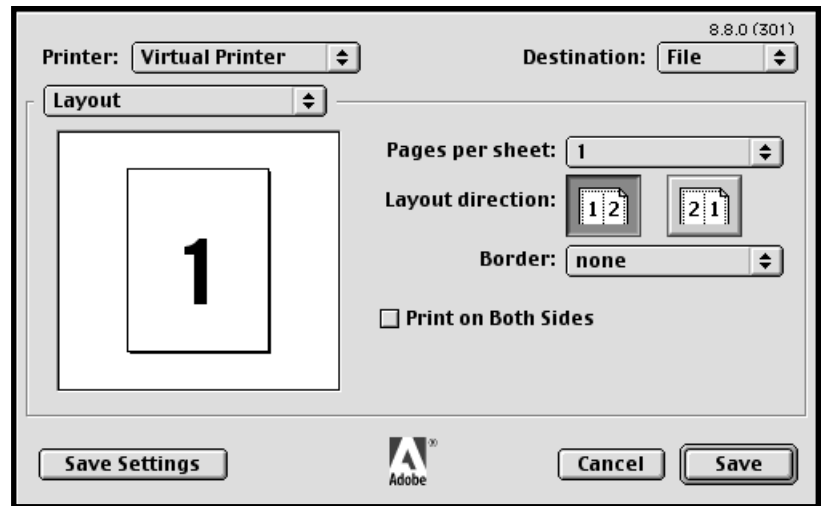 8.8.0 (301)
Printer: Virtual Printer Destination: File
Layout
Pages per sheet: 1
1
Layout direction: 1 2 2 1
Border: none
Print on Both Sides
Save Settings Adobe® Cancel Save